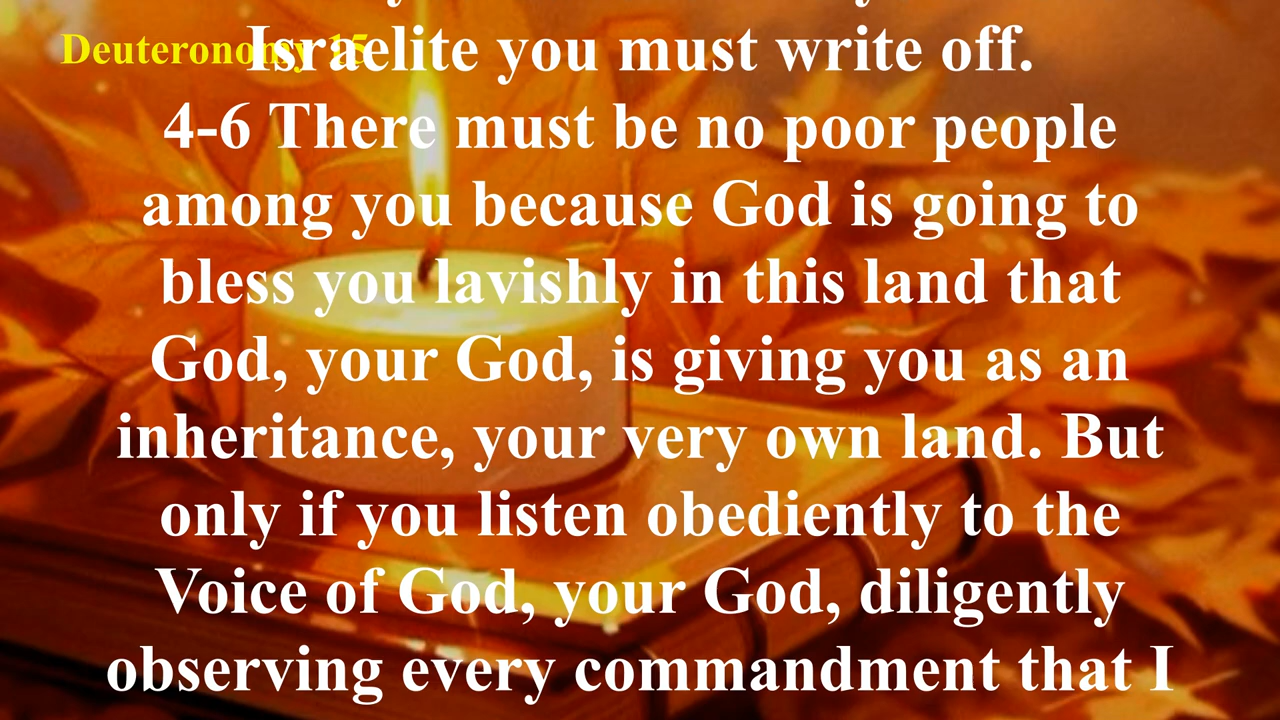 Deuteronomy 15
Israelite you must write off.
4-6 There must be no poor people
among you because God is going to
bless you lavishly in this land that
God, your God, is giving you as an
inheritance, your very own land. But
only if you listen obediently to the
Voice of God, your God, diligently
observing every commandment that I